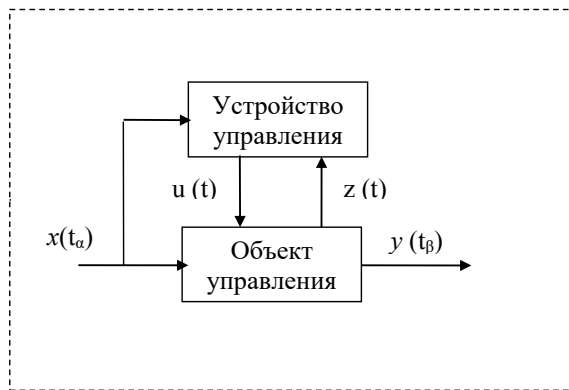 Устройство
управления
u (t)
z (t)
x(tα)
y (tβ)
Объект
управления